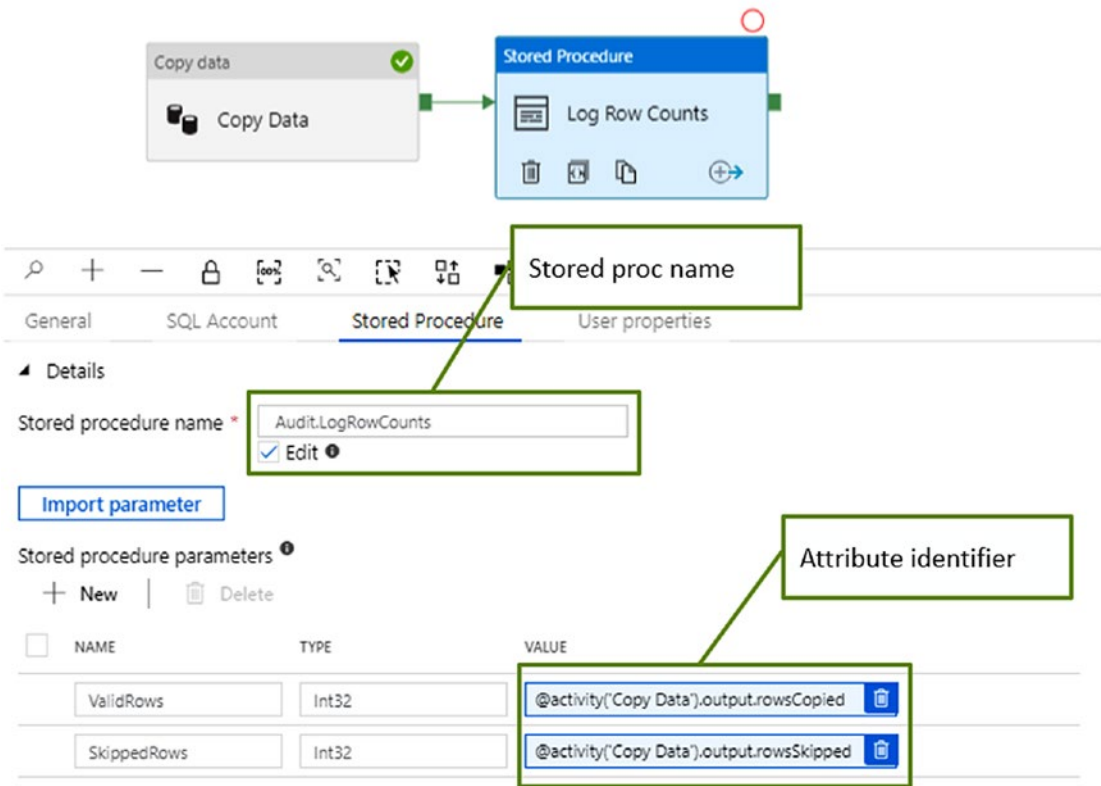 Copy data
Stored Procedure
Copy Data
Log Row Counts
Stored proc name
General
SQL Account
Stored Procedure
User properties
Details
Stored procedure name *
Audit.LogRowCounts
Edit
Import parameter
Stored procedure parameters
Attribute identifier
New
Delete
NAME
TYPE
VALUE
ValidRows
Int32
@activity('Copy Data').output.rowsCopied
SkippedRows
Int32
@activity('Copy Data').output.rowsSkipped